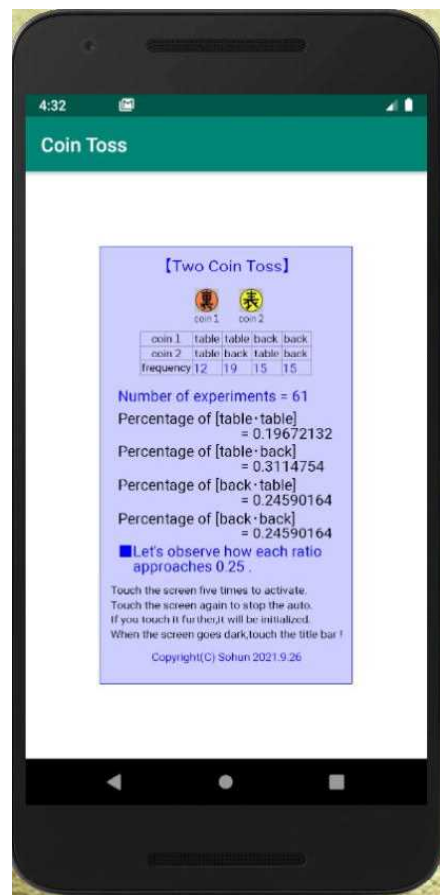 4:32
Coin Toss
【Two Coin Toss】
裏 表
coin 1 coin 2
coin 1 table table back back
coin 2 table back table back
frequency 12 19 15 15
Number of experiments = 61
Percentage of [table・table]
= 0.19672132
Percentage of [table・back]
= 0.3114754
Percentage of [back・table]
= 0.24590164
Percentage of [back・back]
= 0.24590164
■Let's observe how each ratio
approaches 0.25 .
Touch the screen five times to activate.
Touch the screen again to stop the auto.
If you touch it further,it will be initialized.
When the screen goes dark,touch the title bar !
Copyright(C) Sohun 2021.9.26